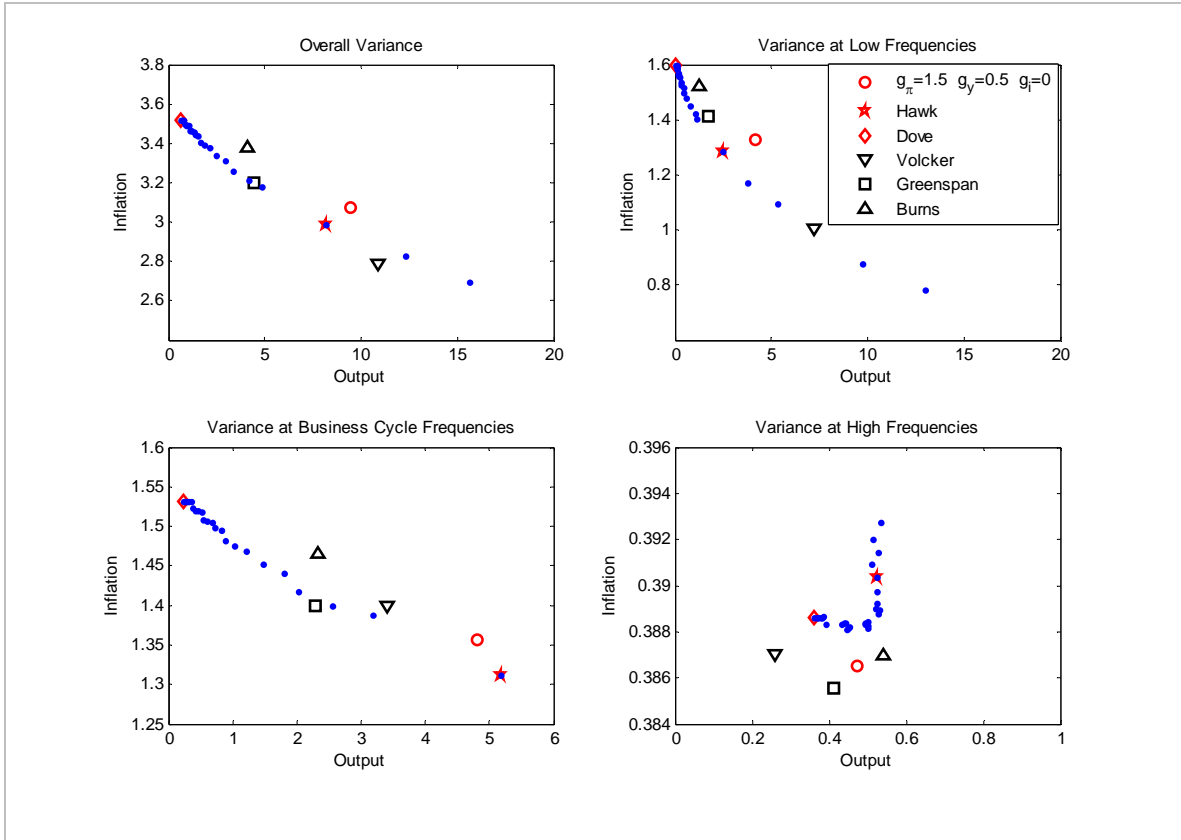 Overall Variance
3.8
3.6
3.4
3.2
3
2.8
2.6
Inflation
0 5 10 15 20
Output
Variance at Low Frequencies
1.6
1.4
1.2
1
0.8
Inflation
0 5 10 15 20
Output
g_π=1.5 g_y=0.5 g_i=0
Hawk
Dove
Volcker
Greenspan
Burns
Variance at Business Cycle Frequencies
1.6
1.55
1.5
1.45
1.4
1.35
1.3
1.25
Inflation
0 1 2 3 4 5 6
Output
Variance at High Frequencies
0.396
0.394
0.392
0.39
0.388
0.386
0.384
Inflation
0 0.2 0.4 0.6 0.8 1
Output